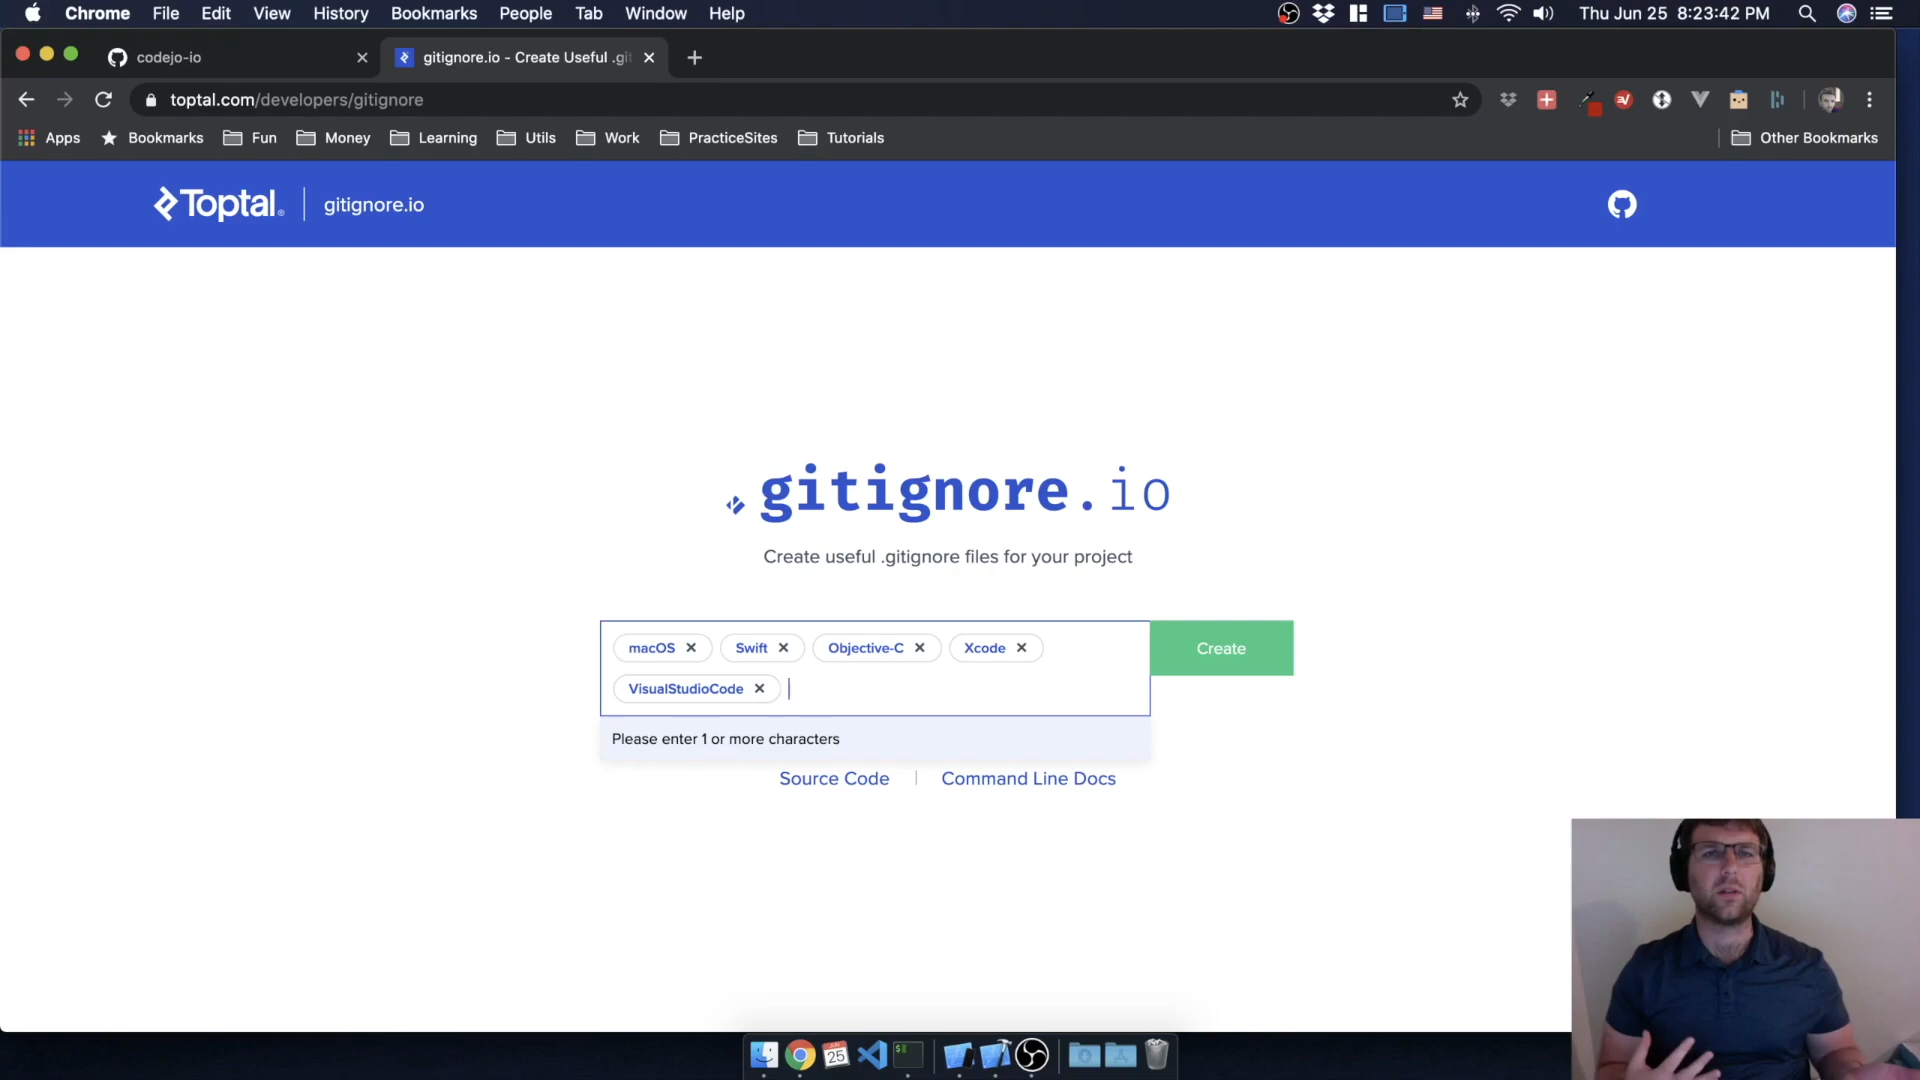 Chrome File Edit View History Bookmarks People Tab Window Help Thu Jun 25 8:23:42 PM
codejo-io gitignore.io - Create Useful .git
toptal.com/developers/gitignore
Apps Bookmarks Fun Money Learning Utils Work PracticeSites Tutorials Other Bookmarks
Toptal gitignore.io
.gitignore.io
Create useful .gitignore files for your project
macOS Swift Objective-C Xcode Create
VisualStudioCode
Please enter 1 or more characters
Source Code Command Line Docs
JUN
25